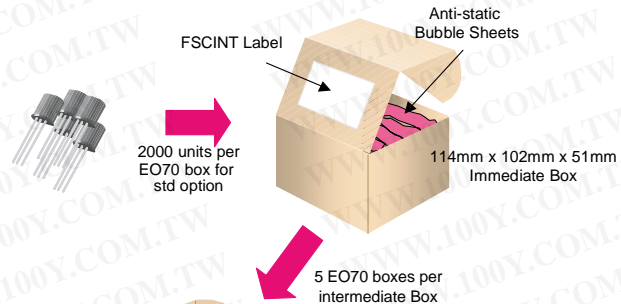 Anti-static
Bubble Sheets
FSCINT Label
2000 units per
EO70 box for
std option
114mm x 102mm x 51mm
Immediate Box
5 EO70 boxes per
intermediate Box
WWW.100Y.COM.TW